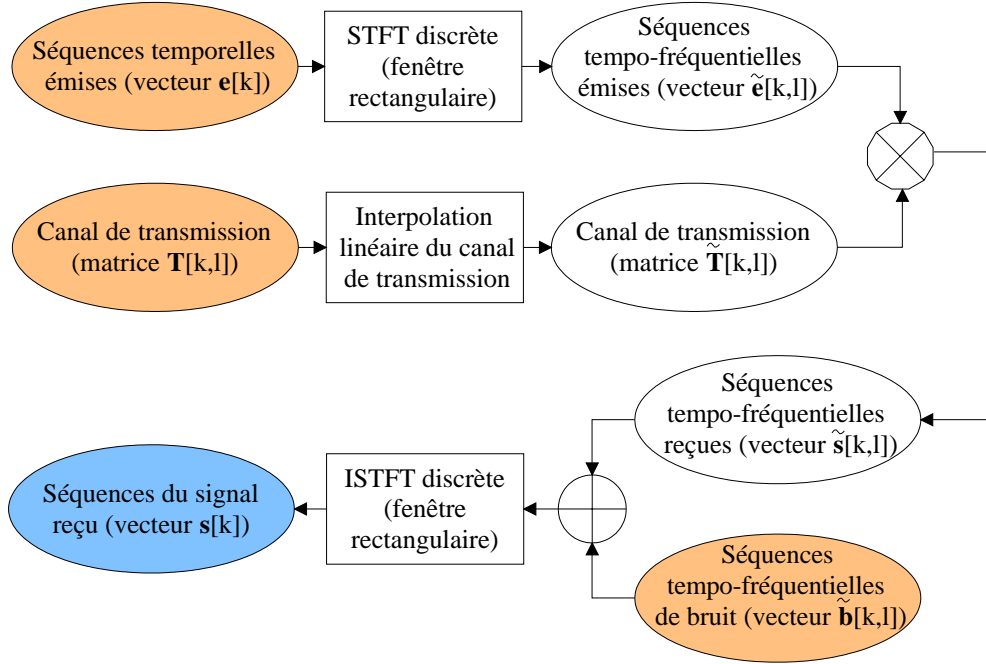 Séquences temporelles
émises (vecteur e[k])
STFT discrète
(fenêtre
rectangulaire)
Séquences
tempo-fréquentielles
émises (vecteur ẽ[k,l])
Canal de transmission
(matrice T[k,l])
Interpolation
linéaire du canal
de transmission
Canal de transmission
(matrice T̃[k,l])
Séquences
tempo-fréquentielles
reçues (vecteur s̃[k,l])
Séquences du signal
reçu (vecteur s[k])
ISTFT discrète
(fenêtre
rectangulaire)
Séquences
tempo-fréquentielles
de bruit (vecteur b̃[k,l])